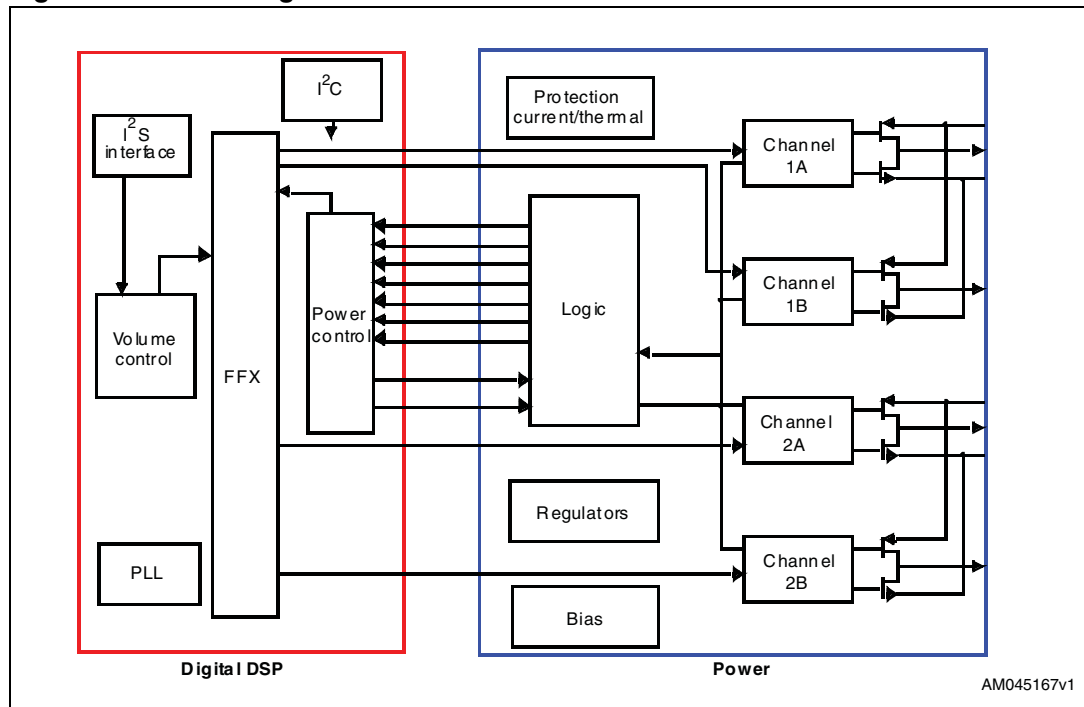 I2C
I2S
interface
Volume
control
FFX
Power
control
PLL
Digital DSP
Protection
current/thermal
Logic
Regulators
Bias
Channel
1A
Channel
1B
Channel
2A
Channel
2B
Power
AM045167v1